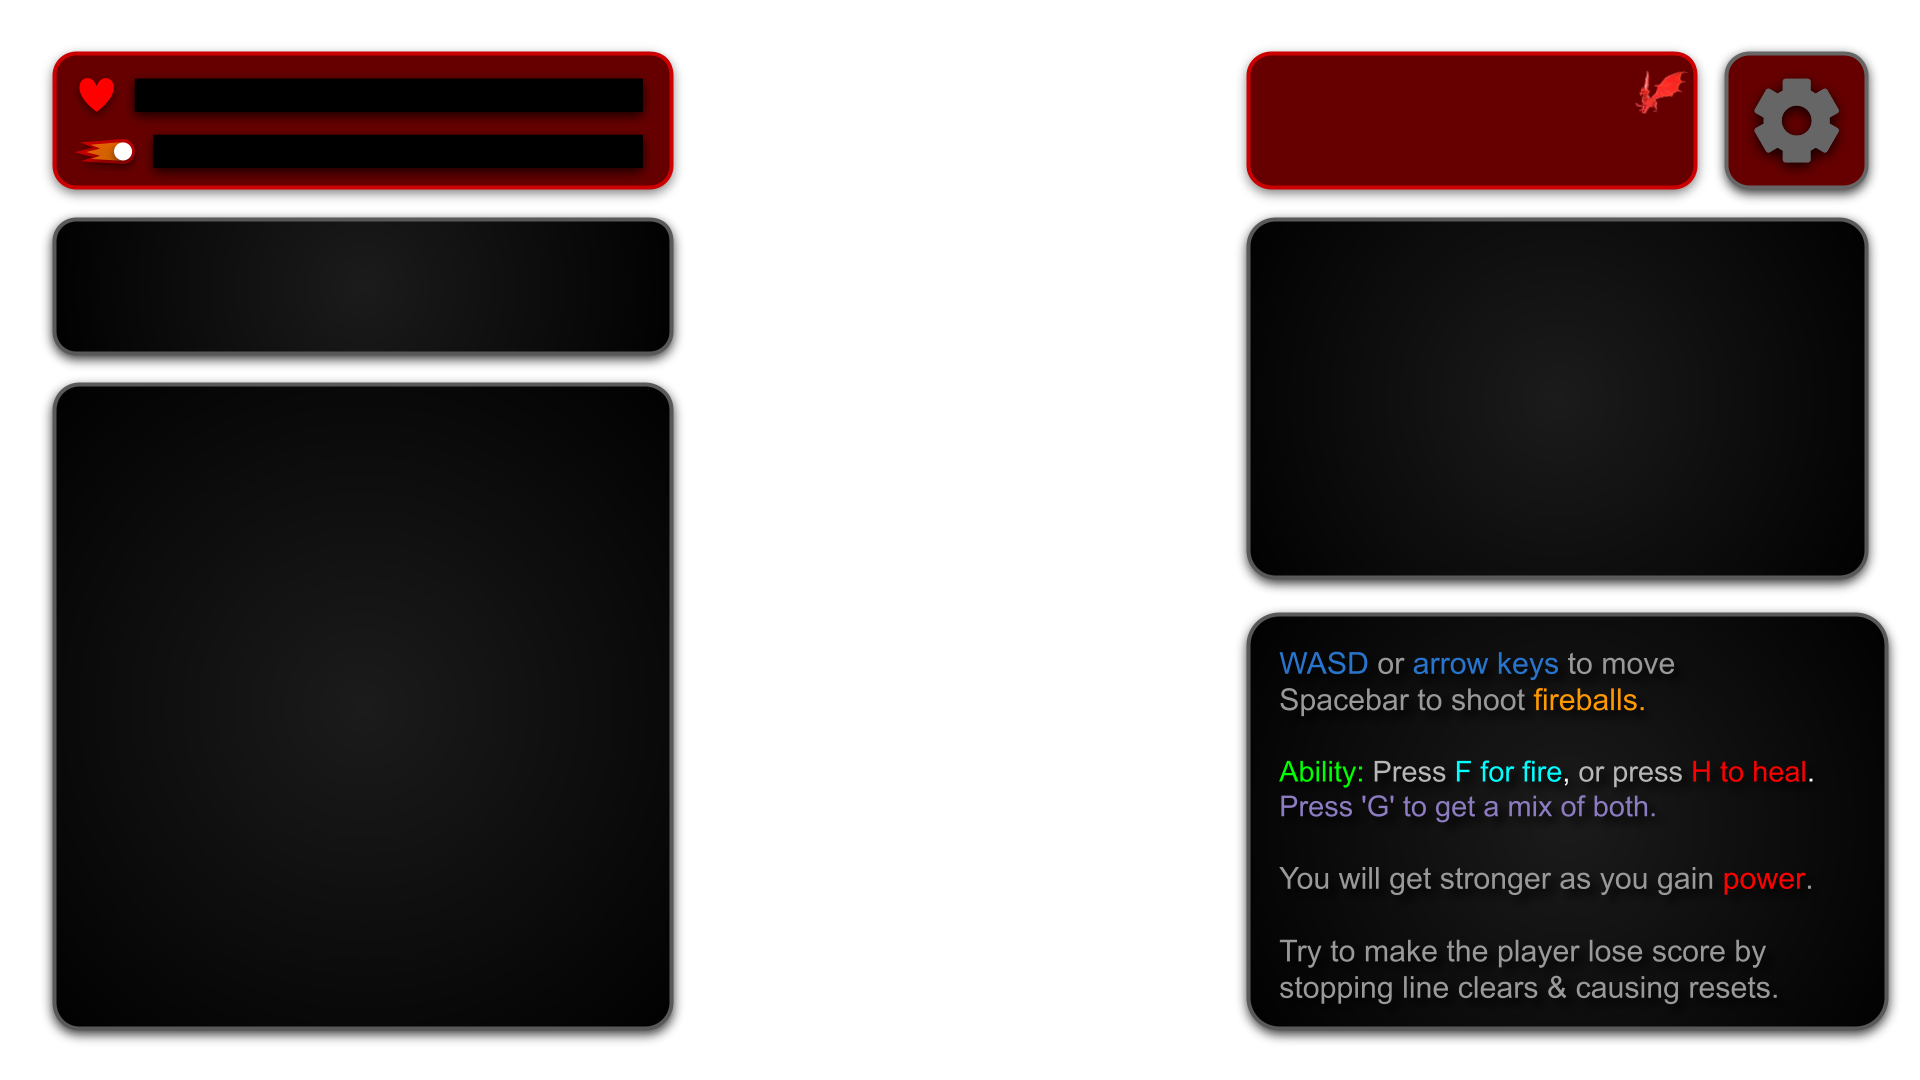 WASD or arrow keys to move
Spacebar to shoot fireballs.
Ability: Press F for fire, or press H to heal.
Press 'G' to get a mix of both.
You will get stronger as you gain power.
Try to make the player lose score by
stopping line clears & causing resets.